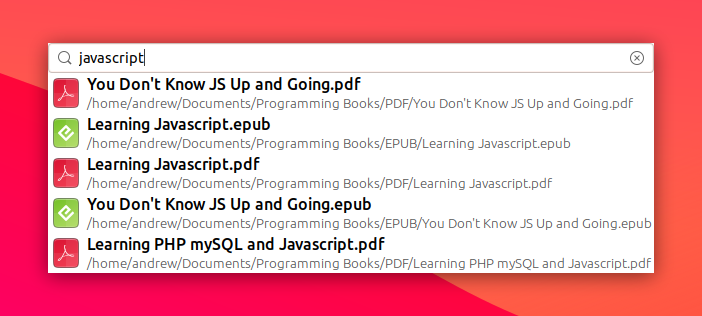 javascript
You Don't Know JS Up and Going.pdf
/home/andrew/Documents/Programming Books/PDF/You Don't Know JS Up and Going.pdf
Learning Javascript.epub
/home/andrew/Documents/Programming Books/EPUB/Learning Javascript.epub
Learning Javascript.pdf
/home/andrew/Documents/Programming Books/PDF/Learning Javascript.pdf
You Don't Know JS Up and Going.epub
/home/andrew/Documents/Programming Books/EPUB/You Don't Know JS Up and Going.epub
Learning PHP mySQL and Javascript.pdf
/home/andrew/Documents/Programming Books/PDF/Learning PHP mySQL and Javascript.pdf